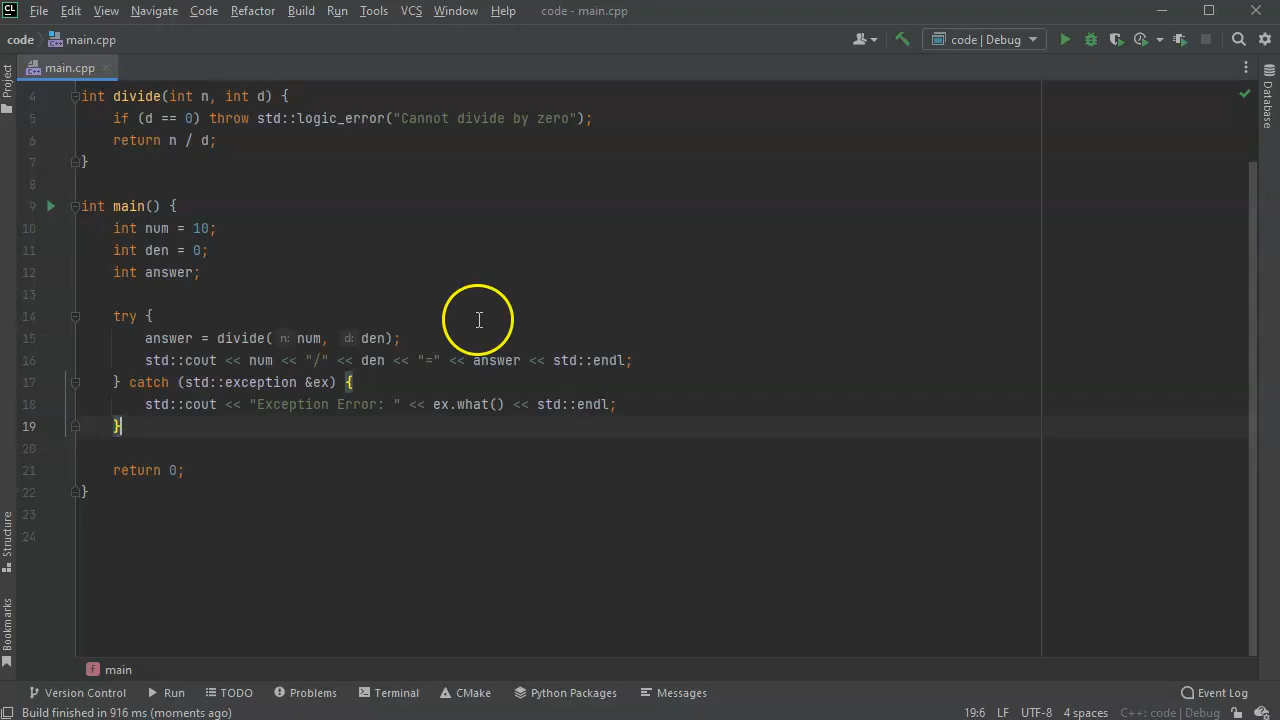 CL File Edit View Navigate Code Refactor Build Run Tools VCS Window Help code - main.cpp
code main.cpp code | Debug
main.cpp
Project
Database
4 int divide(int n, int d) {
5 if (d == 0) throw std::logic_error("Cannot divide by zero");
6 return n / d;
7 }
8
9 int main() {
10 int num = 10;
11 int den = 0;
12 int answer;
13
14 try {
15 answer = divide( n: num, d: den);
16 std::cout << num << "/" << den << "=" << answer << std::endl;
17 } catch (std::exception &ex) {
18 std::cout << "Exception Error: " << ex.what() << std::endl;
19 }
20
21 return 0;
22 }
23
24
Structure
Bookmarks
f main
Version Control Run TODO Problems Terminal CMake Python Packages Messages Event Log
Build finished in 916 ms (moments ago) 19:6 LF UTF-8 4 spaces C++: code | Debug